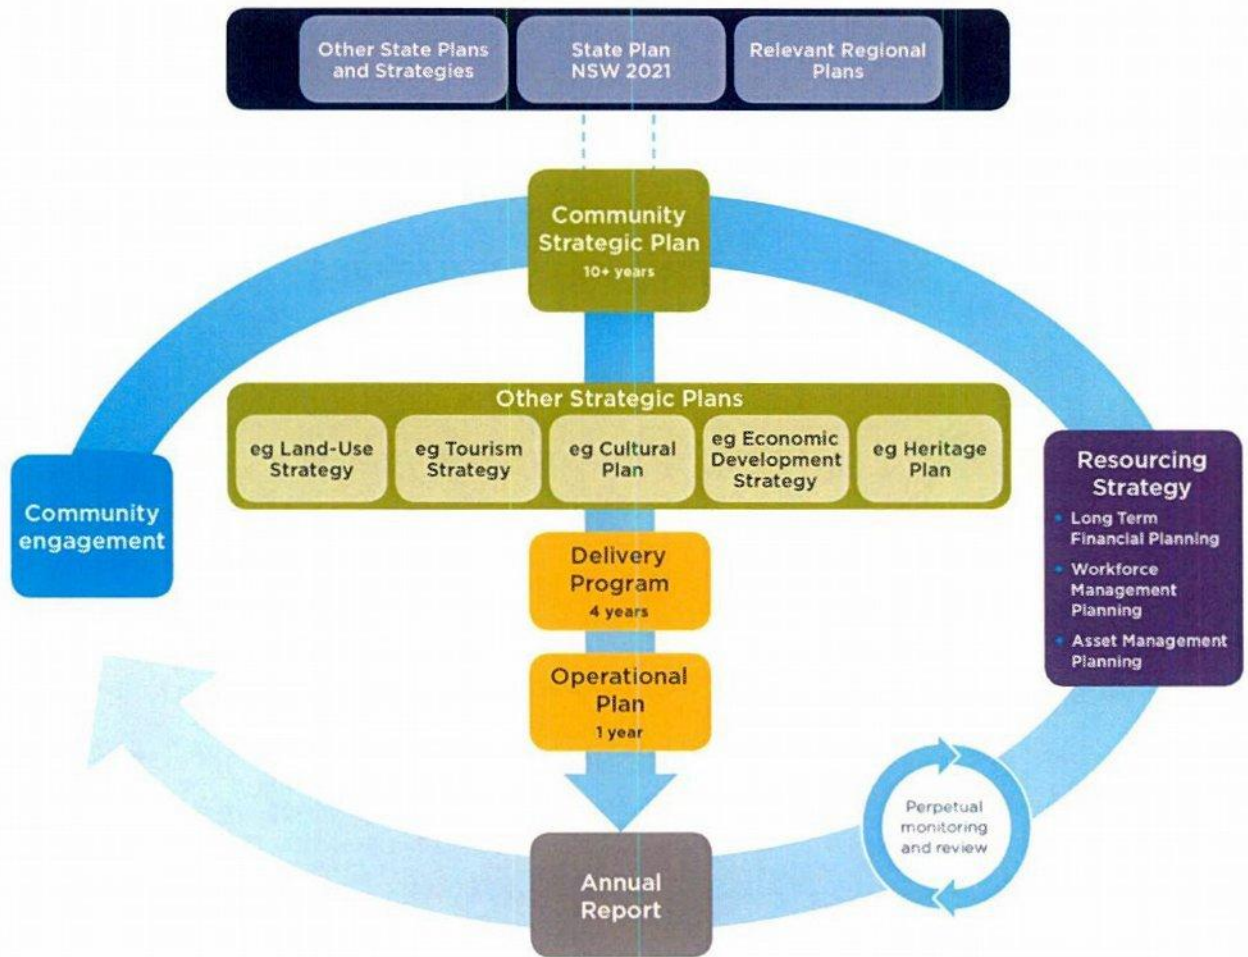 Other State Plans
and Strategies
State Plan
NSW 2021
Relevant Regional
Plans
Community
Strategic Plan
10+ years
Other Strategic Plans
eg Land-Use
Strategy
eg Tourism
Strategy
eg Cultural
Plan
eg Economic
Development
Strategy
eg Heritage
Plan
Community
engagement
Resourcing
Strategy
• Long Term
Financial Planning
• Workforce
Management
Planning
• Asset Management
Planning
Delivery
Program
4 years
Operational
Plan
1 year
Perpetual
monitoring
and review
Annual
Report